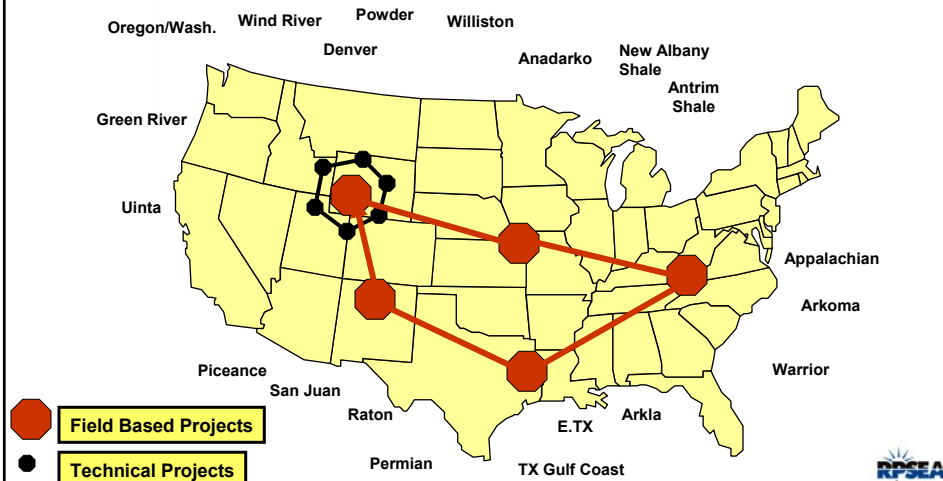 Oregon/Wash.
Wind River
Powder
Williston
Denver
Anadarko
New Albany
Shale
Antrim
Shale
Green River
Uinta
Appalachian
Arkoma
Warrior
Piceance
San Juan
Raton
E.TX
Arkla
Permian
TX Gulf Coast
Field Based Projects
Technical Projects
RPSEA